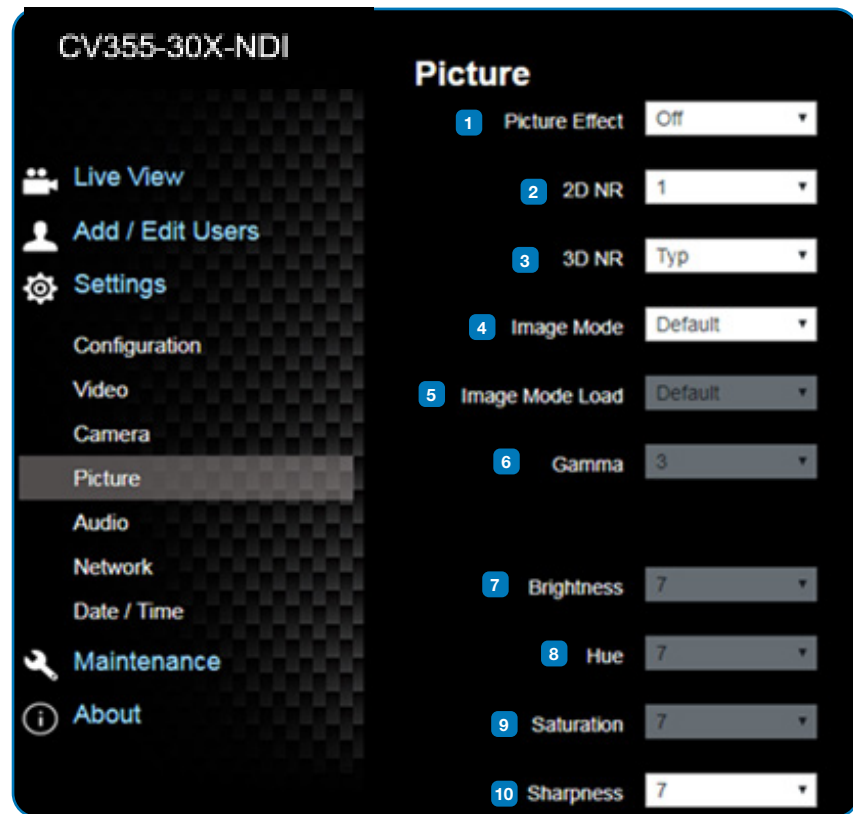 CV355-30X-NDI
Live View
Add / Edit Users
Settings
Configuration
Video
Camera
Picture
Audio
Network
Date / Time
Maintenance
About
Picture
1 Picture Effect Off
2 2D NR 1
3 3D NR Typ
4 Image Mode Default
5 Image Mode Load Default
6 Gamma 3
7 Brightness 7
8 Hue 7
9 Saturation 7
10 Sharpness 7